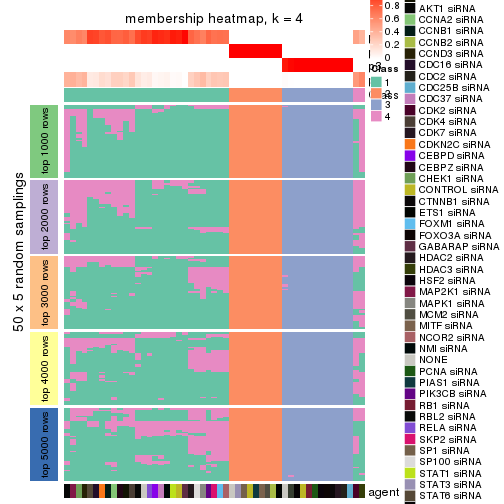 membership heatmap, k = 4
50 x 5 random samplings
top 1000 rows
top 2000 rows
top 3000 rows
top 4000 rows
top 5000 rows
agent
0.8
0.6
0.4
0.2
0
Class
1
2
3
4
AKT1 siRNA
CCNA2 siRNA
CCNB1 siRNA
CCNB2 siRNA
CCND3 siRNA
CDC16 siRNA
CDC2 siRNA
CDC25B siRNA
CDC37 siRNA
CDK2 siRNA
CDK4 siRNA
CDK7 siRNA
CDKN2C siRNA
CEBPD siRNA
CEBPZ siRNA
CHEK1 siRNA
CONTROL siRNA
CTNNB1 siRNA
ETS1 siRNA
FOXM1 siRNA
FOXO3A siRNA
GABARAP siRNA
HDAC2 siRNA
HDAC3 siRNA
HSF2 siRNA
MAP2K1 siRNA
MAPK1 siRNA
MCM2 siRNA
MITF siRNA
NCOR2 siRNA
NMI siRNA
NONE
PCNA siRNA
PIAS1 siRNA
PIK3CB siRNA
RB1 siRNA
RBL2 siRNA
RELA siRNA
SKP2 siRNA
SP1 siRNA
SP100 siRNA
STAT1 siRNA
STAT3 siRNA
STAT6 siRNA